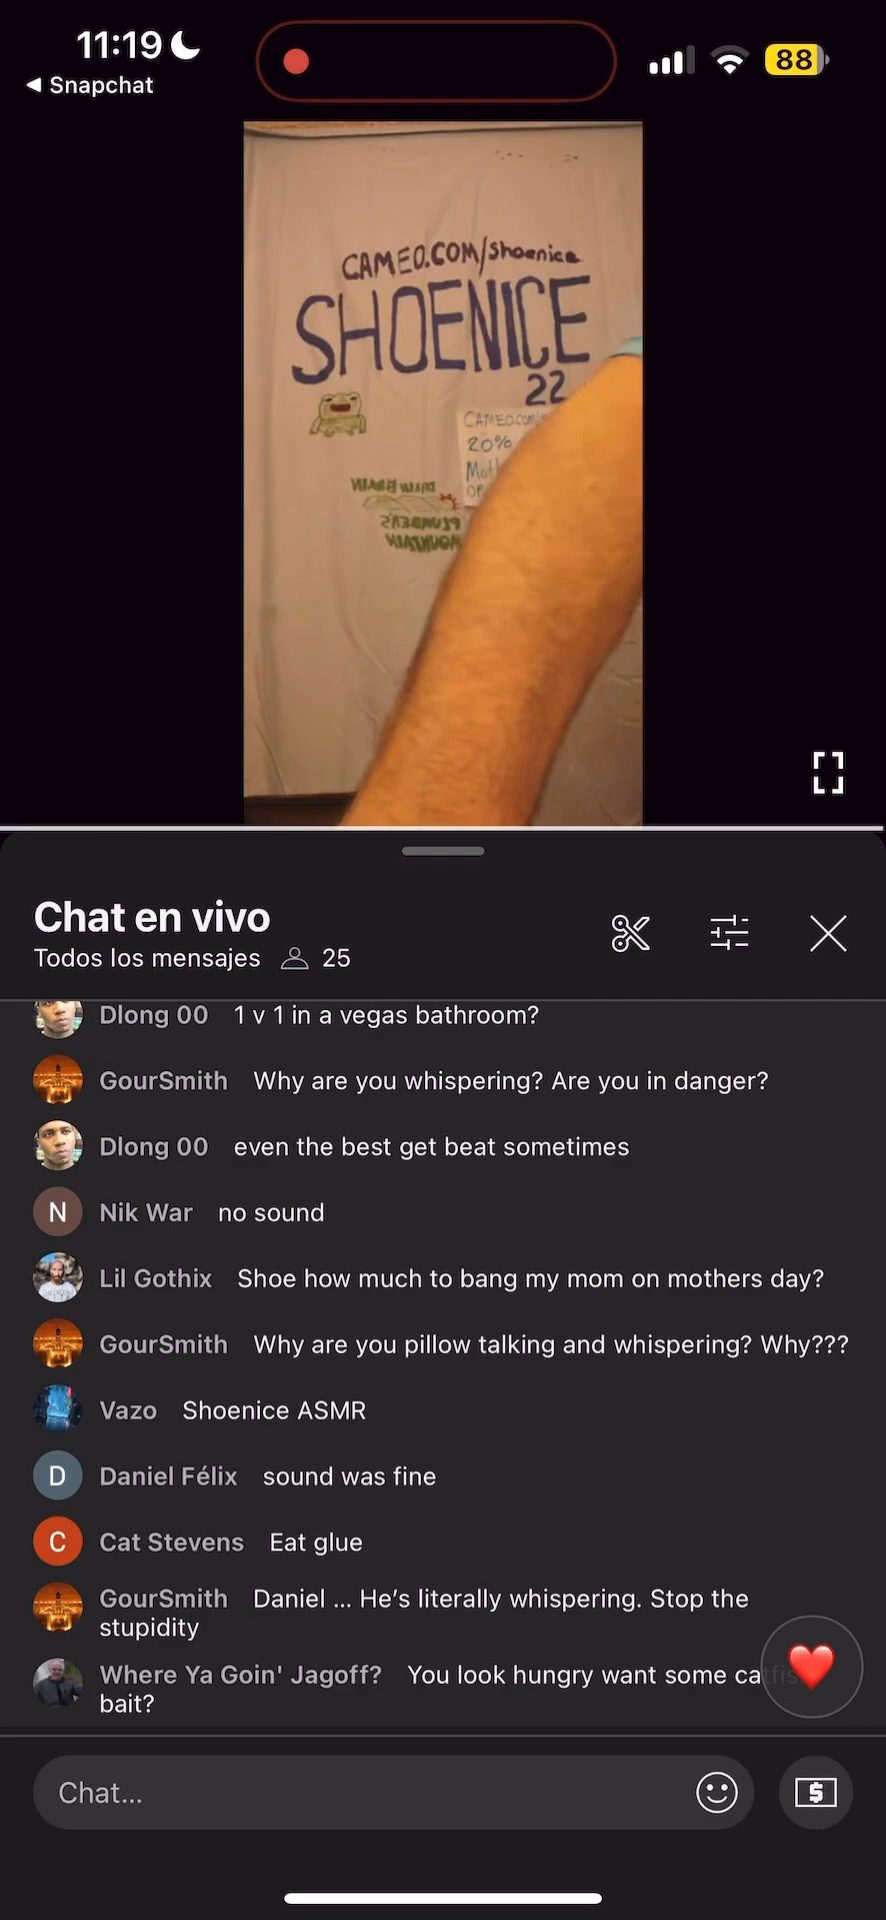 11:19
88
Snapchat
CAMEO.COM/Shoenice
SHOENICE
22
20%
Chat en vivo
Todos los mensajes 25
Dlong 00 1 v 1 in a vegas bathroom?
GourSmith Why are you whispering? Are you in danger?
Dlong 00 even the best get beat sometimes
N Nik War no sound
Lil Gothix Shoe how much to bang my mom on mothers day?
GourSmith Why are you pillow talking and whispering? Why???
Vazo Shoenice ASMR
D Daniel Félix sound was fine
C Cat Stevens Eat glue
GourSmith Daniel ... He’s literally whispering. Stop the
stupidity
Where Ya Goin' Jagoff? You look hungry want some catfish
bait?
Chat...
$